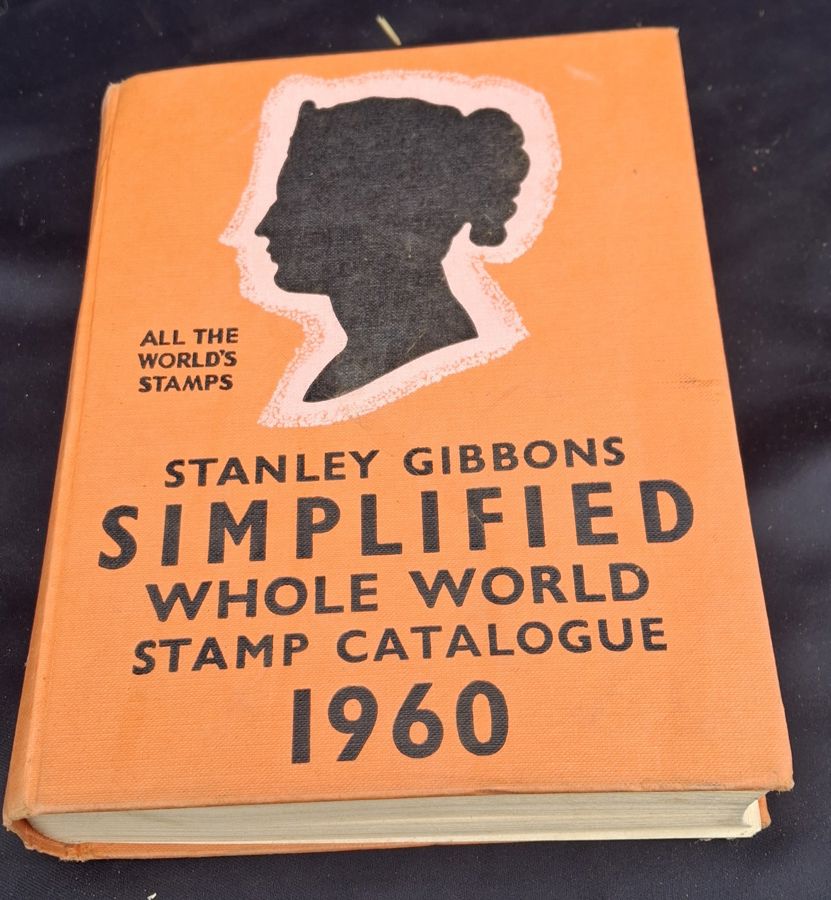 ALL THE
WORLD'S
STAMPS
STANLEY GIBBONS
SIMPLIFIED
WHOLE WORLD
STAMP CATALOGUE
1960